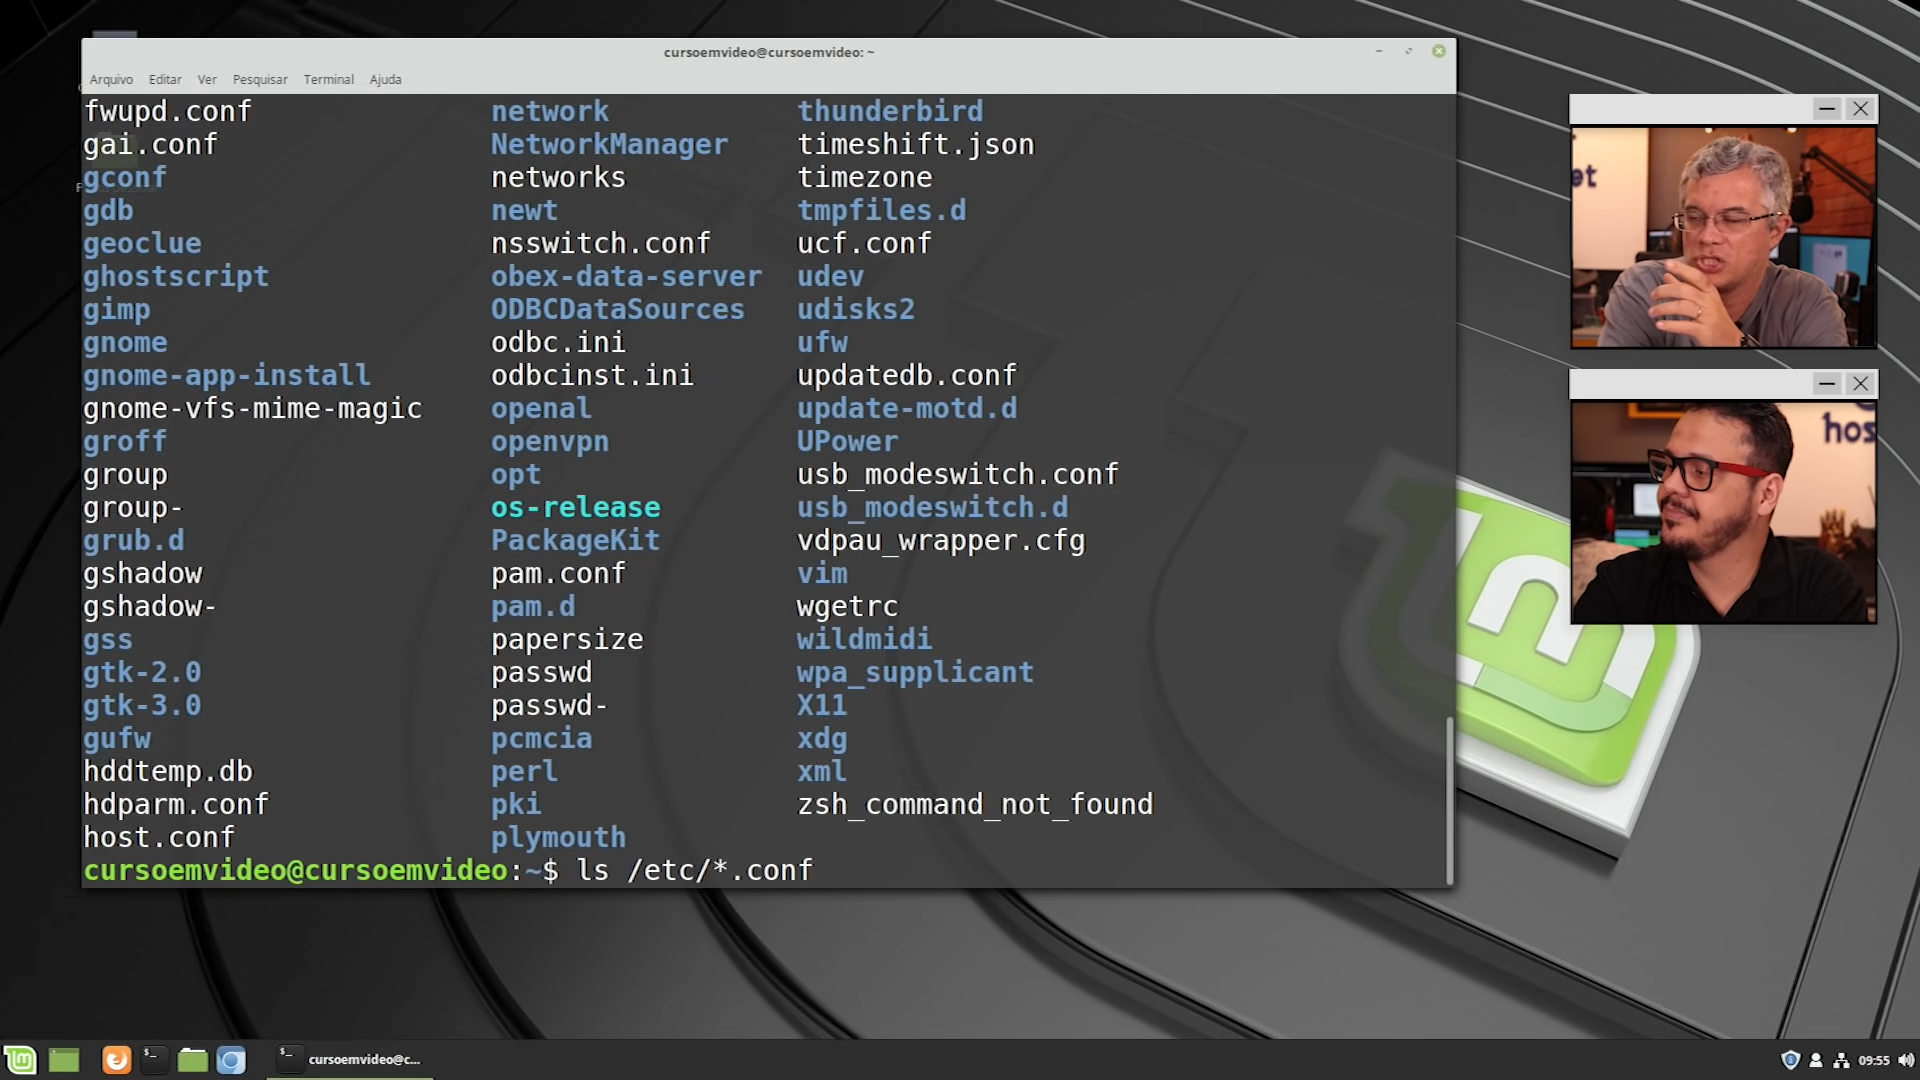 cursoemvideo@cursoemvideo: ~
Arquivo Editar Ver Pesquisar Terminal Ajuda
fwupd.conf network thunderbird
gai.conf NetworkManager timeshift.json
gconf networks timezone
gdb newt tmpfiles.d
geoclue nsswitch.conf ucf.conf
ghostscript obex-data-server udev
gimp ODBCDataSources udisks2
gnome odbc.ini ufw
gnome-app-install odbcinst.ini updatedb.conf
gnome-vfs-mime-magic openal update-motd.d
groff openvpn UPower
group opt usb_modeswitch.conf
group- os-release usb_modeswitch.d
grub.d PackageKit vdpau_wrapper.cfg
gshadow pam.conf vim
gshadow- pam.d wgetrc
gss papersize wildmidi
gtk-2.0 passwd wpa_supplicant
gtk-3.0 passwd- X11
gufw pcmcia xdg
hddtemp.db perl xml
hdparm.conf pki zsh_command_not_found
host.conf plymouth
cursoemvideo@cursoemvideo:~$ ls /etc/*.conf
et
hos
cursoemvideo@c...
09:55